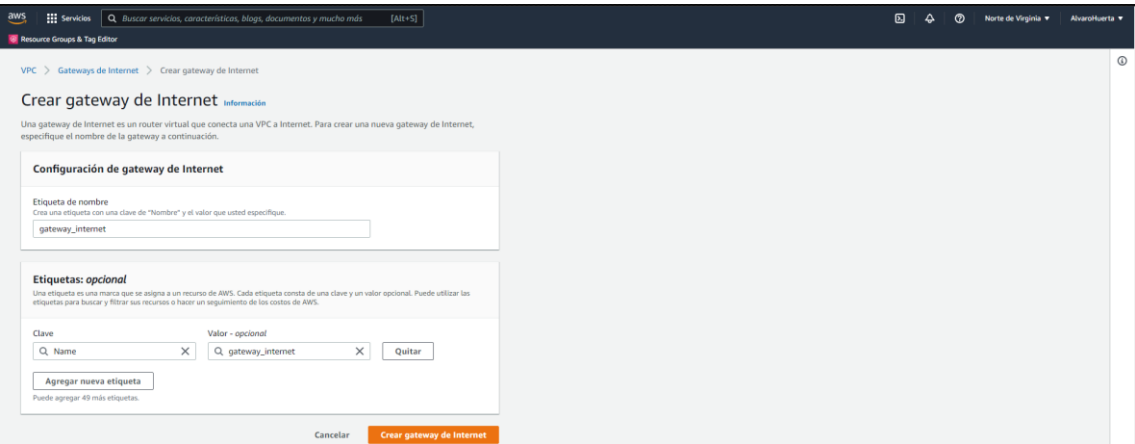 aws Servicios Buscar servicios, características, blogs, documentos y mucho más [Alt+S] Norte de Virginia AlvaroHuerta
Resource Groups & Tag Editor
VPC > Gateways de Internet > Crear gateway de Internet
Crear gateway de Internet Información
Una gateway de Internet es un router virtual que conecta una VPC a Internet. Para crear una nueva gateway de Internet,
especifique el nombre de la gateway a continuación.
Configuración de gateway de Internet
Etiqueta de nombre
Crea una etiqueta con una clave de "Nombre" y el valor que usted especifique.
gateway_internet
Etiquetas: opcional
Una etiqueta es una marca que se asigna a un recurso de AWS. Cada etiqueta consta de una clave y un valor opcional. Puede utilizar las
etiquetas para buscar y filtrar sus recursos o hacer un seguimiento de los costos de AWS.
Clave Valor - opcional
Name gateway_internet Quitar
Agregar nueva etiqueta
Puede agregar 49 más etiquetas.
Cancelar Crear gateway de Internet